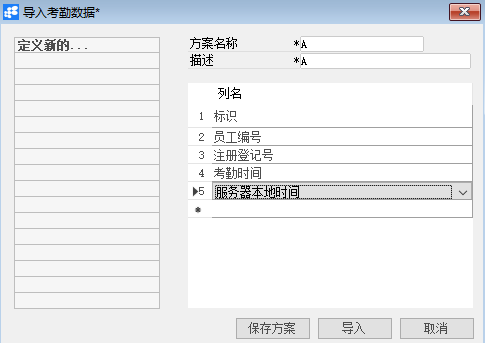 导入考勤数据*
定义新的...
方案名称 *A
描述 *A
列名
1 标识
2 员工编号
3 注册登记号
4 考勤时间
5 服务器本地时间
*
保存方案 导入 取消